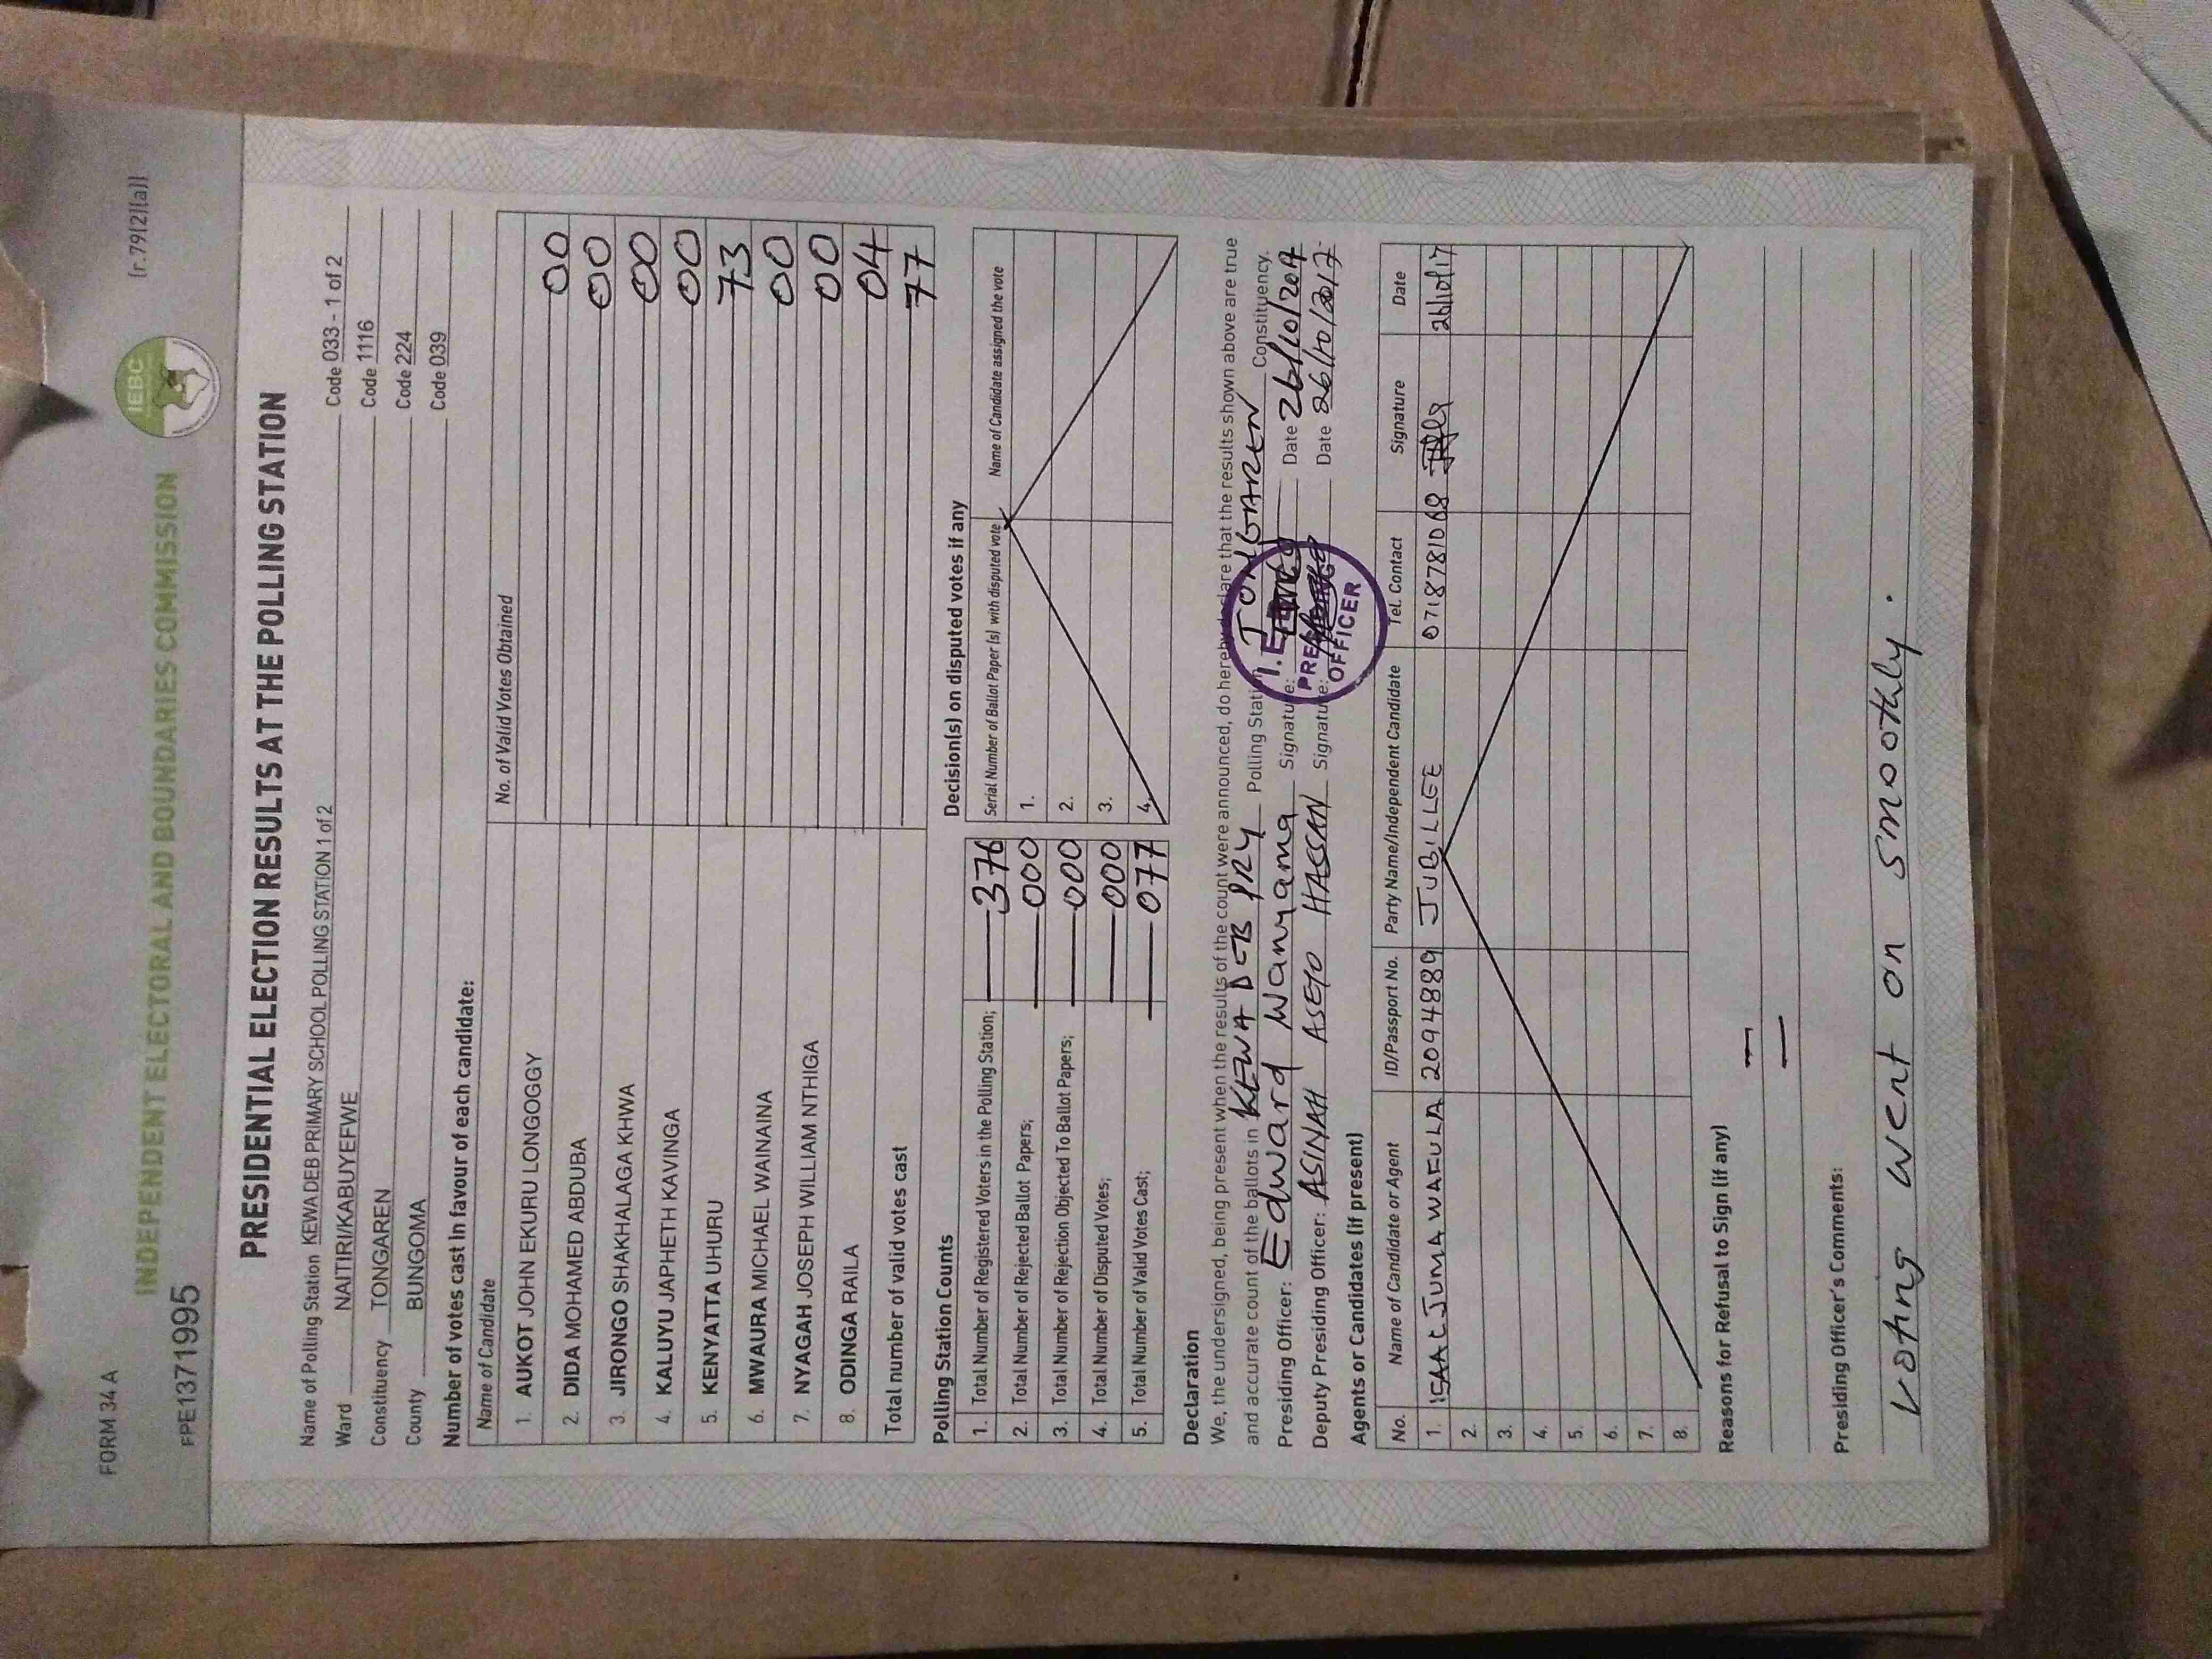 FORM 34 A
(r.79(2)(a))
INDEPENDENT ELECTORAL AND BOUNDARIES COMMISSION
IEBC
FPE1371995
PRESIDENTIAL ELECTION RESULTS AT THE POLLING STATION
Name of Polling Station KEWA DEB PRIMARY SCHOOL POLLING STATION 1 of 2 Code 033 - 1 of 2
Ward NAITIRI/KABUYEFWE Code 1116
Constituency TONGAREN Code 224
County BUNGOMA Code 039
Number of votes cast In favour of each candidate:
Name of Candidate No. of Valid Votes Obtained
1. AUKOT JOHN EKURU LONGOGGY 00
2. DIDA MOHAMED ABDUBA 00
3. JIRONGO SHAKHALAGA KHWA 00
4. KALUYU JAPHETH KAVINGA 00
5. KENYATTA UHURU 73
6. MWAURA MICHAEL WAINAINA 00
7. NYAGAH JOSEPH WILLIAM NTHIGA 00
8. ODINGA RAILA 04
Total number of valid votes cast 77
Polling Station Counts
1. Total Number of Registered Voters in the Polling Station; 376
2. Total Number of Rejected Ballot Papers; 000
3. Total Number of Rejection Objected To Ballot Papers; 000
4. Total Number of Disputed Votes; 000
5. Total Number of Valid Votes Cast; 077
Decision(s) on disputed votes if any
Serial Number of Ballot Paper (s) with disputed vote Name of Candidate assigned the vote
1.
2.
3.
4.
Declaration
We, the undersigned, being present when the results of the count were announced, do hereby declare that the results shown above are true
and accurate count of the ballots in KEWA DEB PRY Polling Station TONGAREN Constituency.
Presiding Officer: Edward Wanyama Signature: Date 26/10/2017
Deputy Presiding Officer: ASINAH ASEYO HASSAN Signature: Date 26/10/2017
PRESIDING
OFFICER
Agents or Candidates (if present)
No. Name of Candidate or Agent ID/Passport No. Party Name/Independent Candidate Tel. Contact Signature Date
1. ISAAC JUMA WAFULA 2094889 JUBILLEE 0718781068 26/10/17
2.
3.
4.
5.
6.
7.
8.
Reasons for Refusal to Sign (if any)
Presiding Officer's Comments:
Voting went on smoothly.